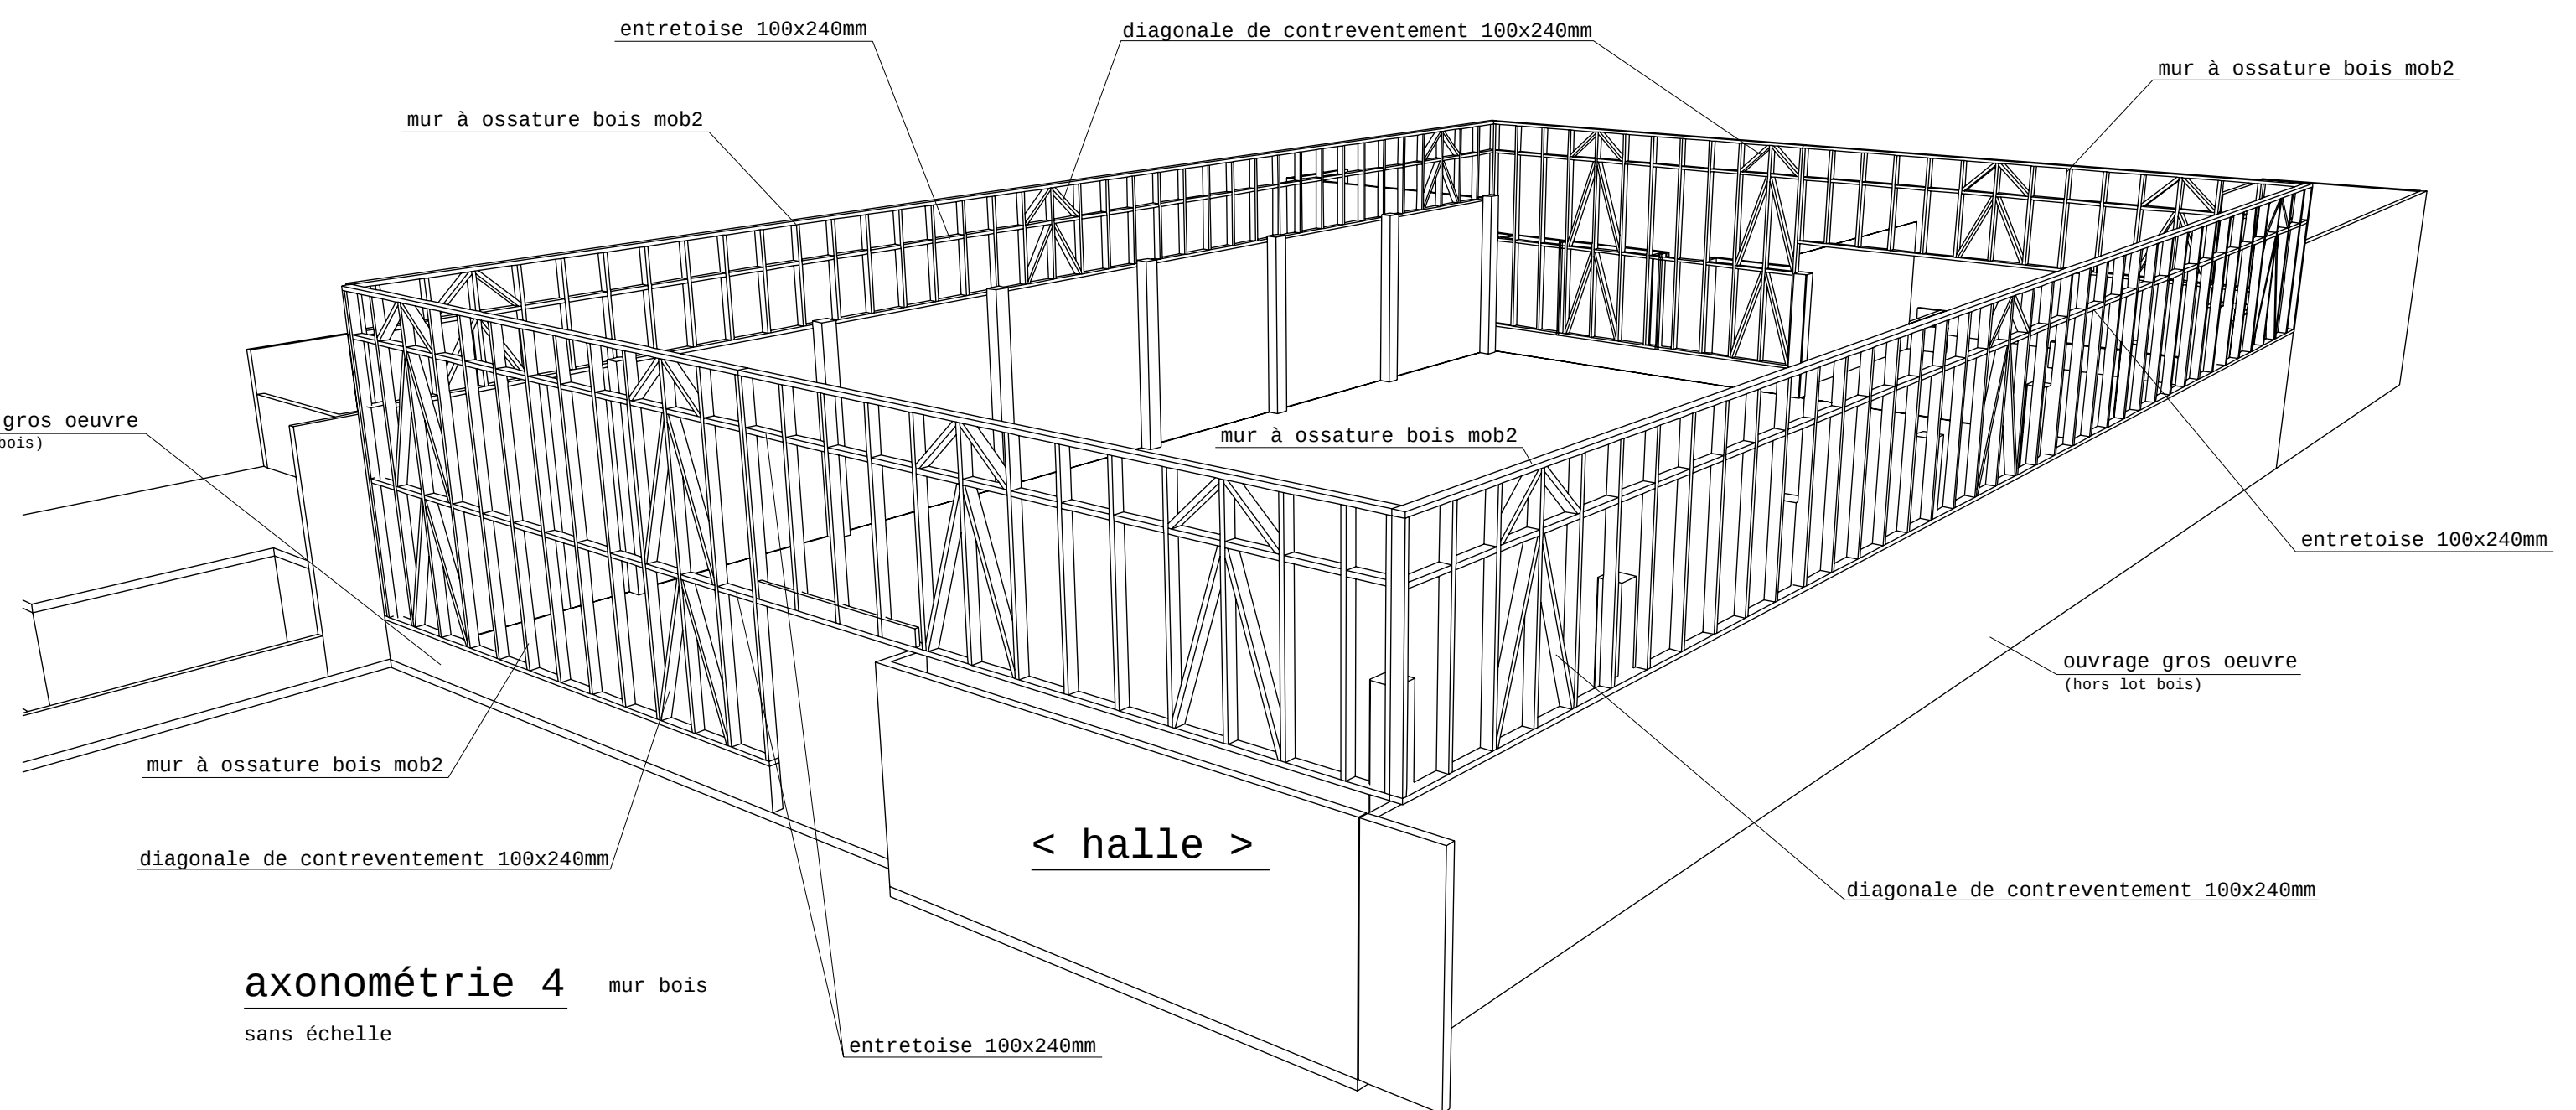 entretoise 100x240mm
diagonale de contreventement 100x240mm
mur à ossature bois mob2
mur à ossature bois mob2
gros oeuvre
bois)
mur à ossature bois mob2
entretoise 100x240mm
ouvrage gros oeuvre
(hors lot bois)
mur à ossature bois mob2
diagonale de contreventement 100x240mm
< halle >
diagonale de contreventement 100x240mm
axonométrie 4
mur bois
sans échelle
entretoise 100x240mm